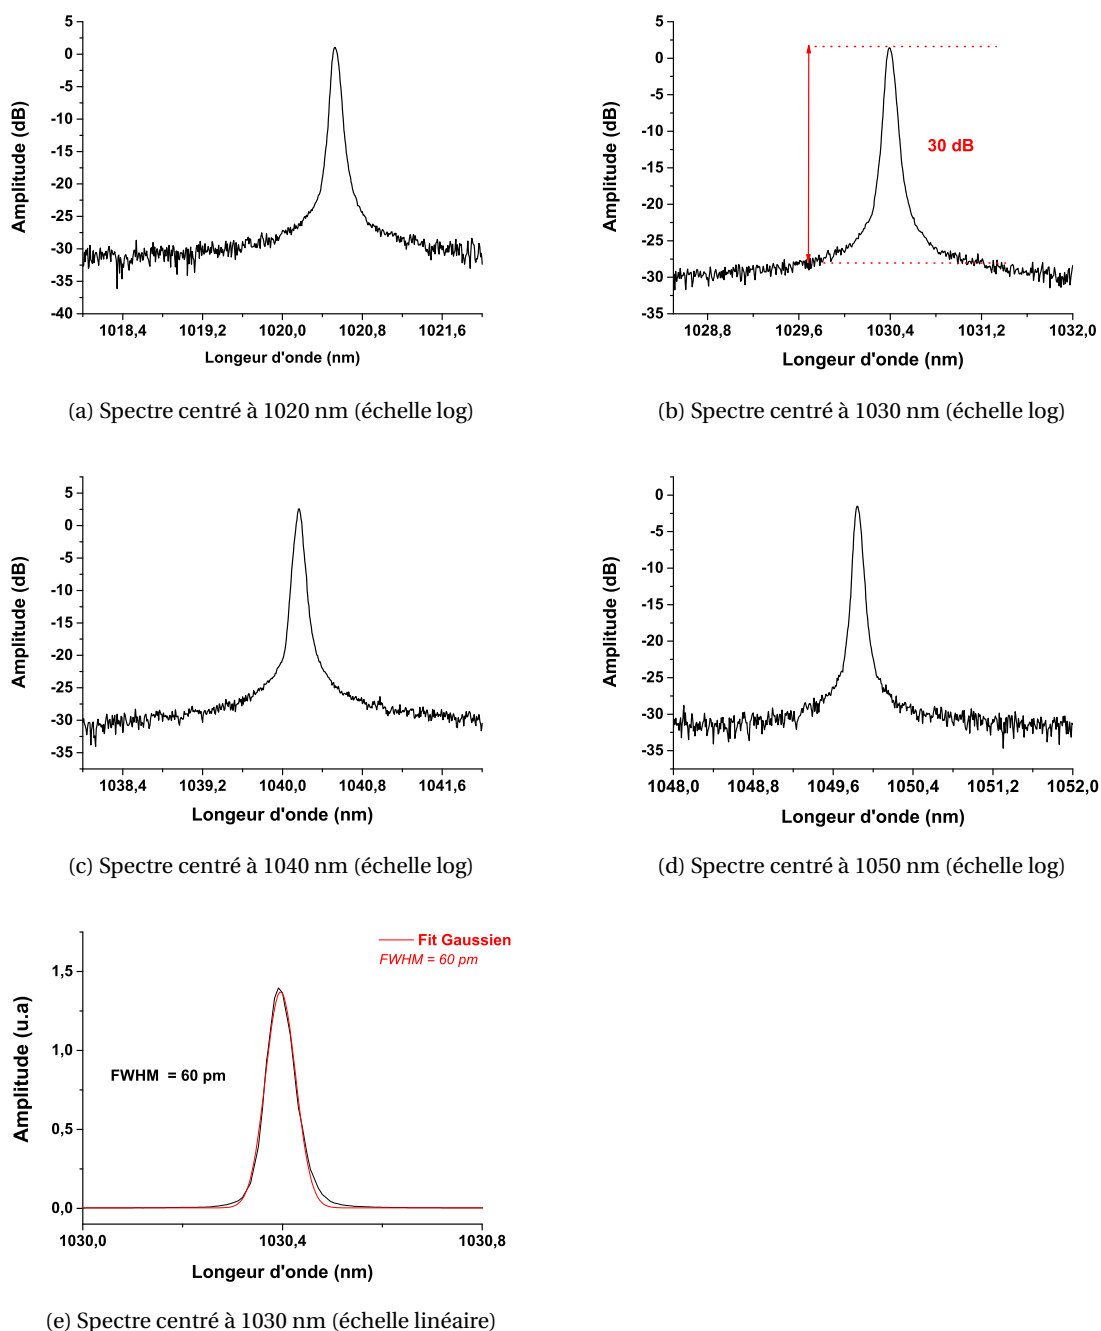 5
0
-5
-10
-15
-20
-25
-30
-35
-40
Amplitude (dB)
1018,4 1019,2 1020,0 1020,8 1021,6
Longeur d'onde (nm)
(a) Spectre centré à 1020 nm (échelle log)
5
0
-5
-10
-15
-20
-25
-30
-35
Amplitude (dB)
30 dB
1028,8 1029,6 1030,4 1031,2 1032,0
Longeur d'onde (nm)
(b) Spectre centré à 1030 nm (échelle log)
5
0
-5
-10
-15
-20
-25
-30
-35
Amplitude (dB)
1038,4 1039,2 1040,0 1040,8 1041,6
Longeur d'onde (nm)
(c) Spectre centré à 1040 nm (échelle log)
0
-5
-10
-15
-20
-25
-30
-35
Amplitude (dB)
1048,0 1048,8 1049,6 1050,4 1051,2 1052,0
Longeur d'onde (nm)
(d) Spectre centré à 1050 nm (échelle log)
Fit Gaussien
FWHM = 60 pm
1,5
1,0
0,5
0,0
Amplitude (u.a)
FWHM = 60 pm
1030,0 1030,4 1030,8
Longeur d'onde (nm)
(e) Spectre centré à 1030 nm (échelle linéaire)